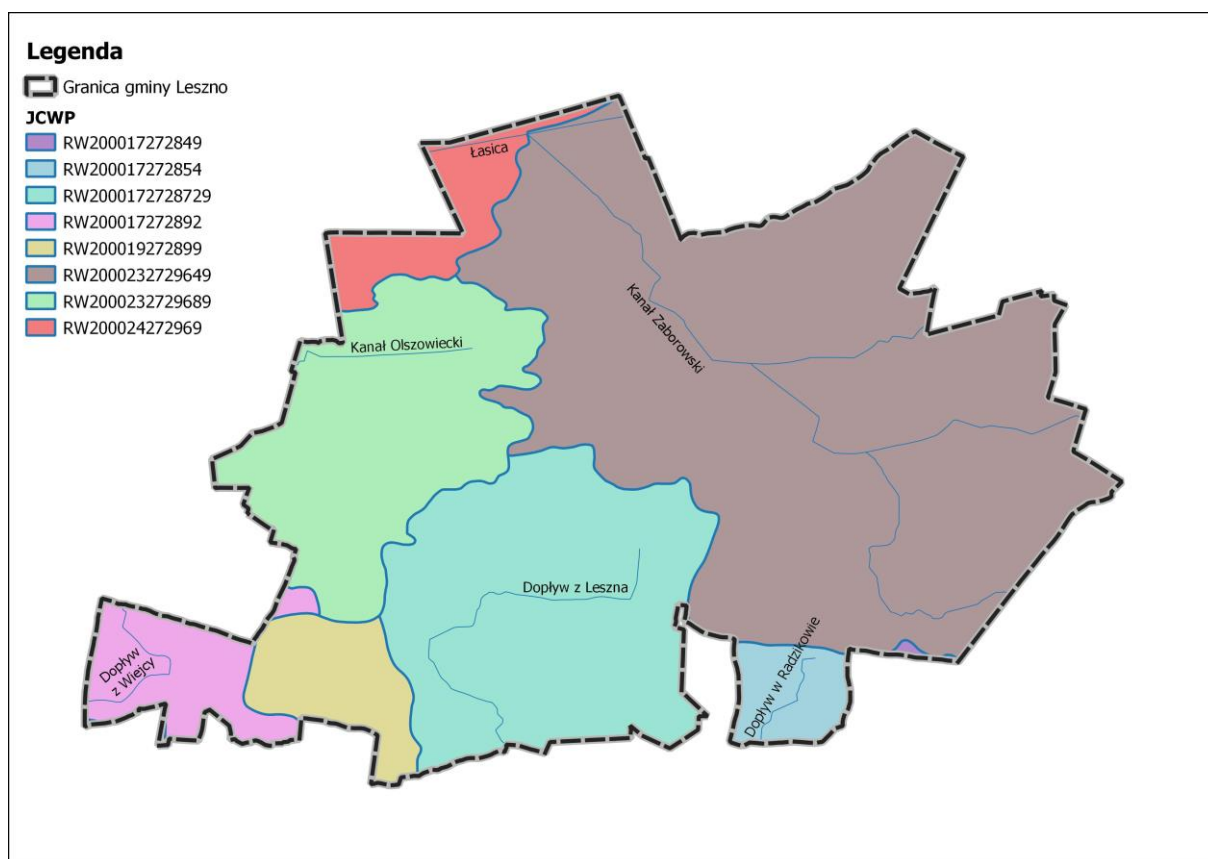 Legenda
Granica gminy Leszno
JCWP
RW200017272849
RW200017272854
RW2000172728729
RW200017272892
RW200019272899
RW2000232729649
RW2000232729689
RW200024272969
Łasica
Kanał Zaborowski
Kanał Olszowiecki
Dopływ z Leszna
Dopływ
z Wiejcy
Dopływ w Radzikowie